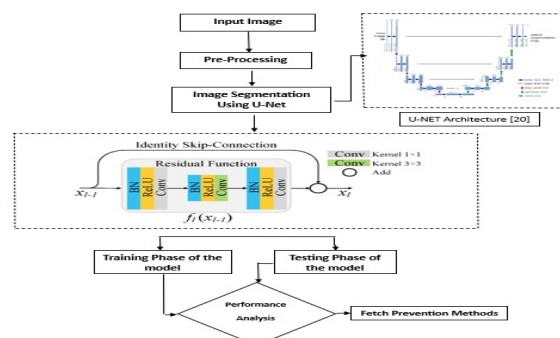 Input Image
Pre-Processing
Image Segmentation
Using U-Net
U-NET Architecture [20]
Identity Skip-Connection
Residual Function
Conv Kernel 1×1
Conv Kernel 3×3
Add
x_{l-1}
BN ReLU Conv
BN ReLU Conv
BN ReLU Conv
x_l
f_l(x_{l-1})
Training Phase of the
model
Testing Phase of
the model
Performance
Analysis
Fetch Prevention Methods